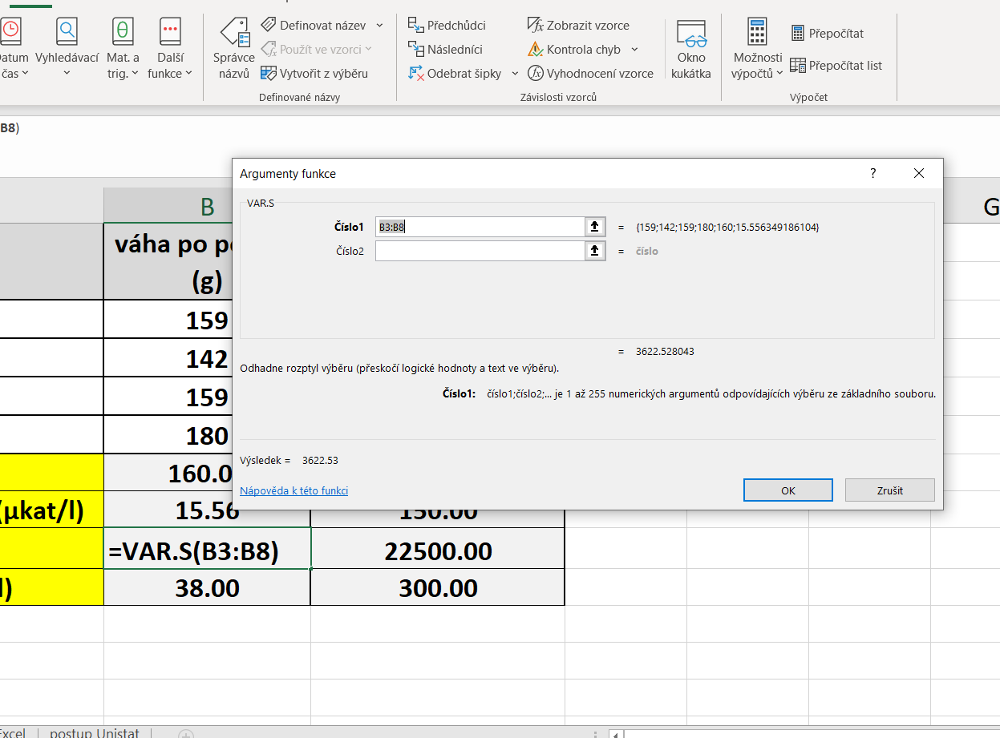 Datum
čas
Vyhledávací
Mat. a
trig.
Další
funkce
Správce
názvů
Definovat název
Použít ve vzorci
Vytvořit z výběru
Definované názvy
Předchůdci
Následníci
Odebrat šipky
Zobrazit vzorce
Kontrola chyb
Vyhodnocení vzorce
Závislosti vzorců
Okno
kukátka
Možnosti
výpočtů
Přepočítat
Přepočítat list
Výpočet
B8)
B
G
váha po
(g)
159
142
159
180
160.0
(µkat/l)
15.56
150.00
=VAR.S(B3:B8)
22500.00
l)
38.00
300.00
Argumenty funkce
?
VAR.S
Číslo1
B3:B8
= {159;142;159;180;160;15.556349186104}
Číslo2
= číslo
= 3622.528043
Odhadne rozptyl výběru (přeskočí logické hodnoty a text ve výběru).
Číslo1: číslo1;číslo2;... je 1 až 255 numerických argumentů odpovídajících výběru ze základního souboru.
Výsledek = 3622.53
Nápověda k této funkci
OK
Zrušit
Excel
postup Unistat